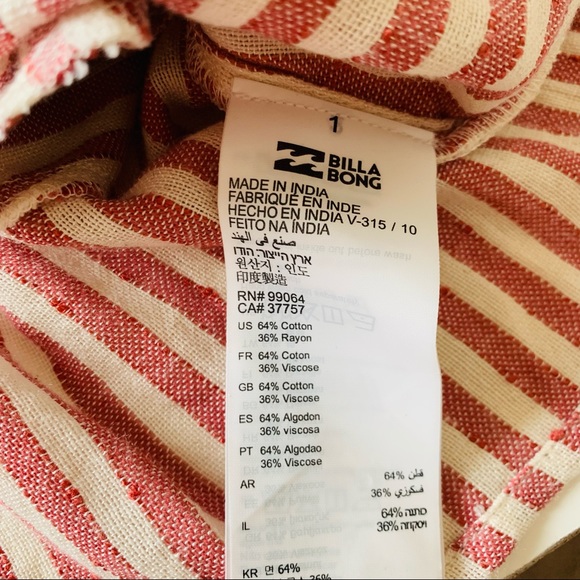 1
BILLA
BONG
MADE IN INDIA
FABRIQUÉ EN INDE
HECHO EN INDIA V-315 / 10
FEITO NA ÍNDIA
صنع في الهند
ארץ הייצור: הודו
원산지 : 인도
印度製造
RN# 99064
CA# 37757
US 64% Cotton
36% Rayon
FR 64% Coton
36% Viscose
GB 64% Cotton
36% Viscose
ES 64% Algodon
36% viscosa
PT 64% Algodao
36% Viscose
AR 64% قطن
36% فسكوزي
IL 64% כותנה
36% ויסקוזה
KR 면 64%
36%